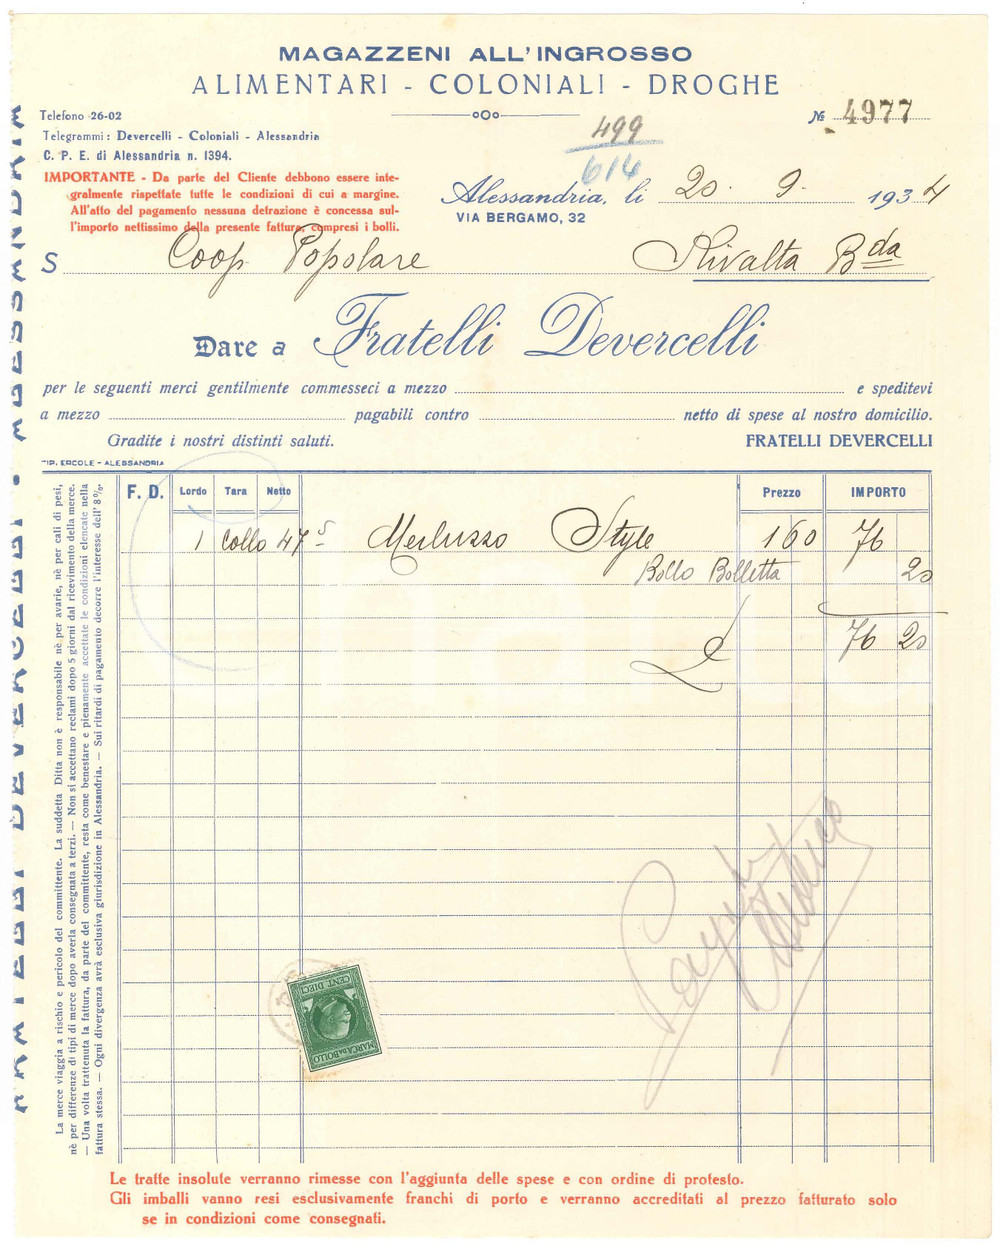 MAGAZZENI ALL'INGROSSO
ALIMENTARI - COLONIALI - DROGHE
Telefono 26-02
Telegrammi: Devercelli - Coloniali - Alessandria
C. P. E. di Alessandria n. 1394.
№ 4977
499
614
IMPORTANTE - Da parte del Cliente debbono essere inte-
gralmente rispettate tutte le condizioni di cui a margine.
All'atto del pagamento nessuna detrazione è concessa sul-
l'importo nettissimo della presente fattura, compresi i bolli.
Alessandria, li 20. 9. 1934
VIA BERGAMO, 32
S Coop Popolare Rivalta Bda
Dare a Fratelli Devercelli
per le seguenti merci gentilmente commesseci a mezzo e speditevi
a mezzo pagabili contro netto di spese al nostro domicilio.
Gradite i nostri distinti saluti. FRATELLI DEVERCELLI
TIP. ERCOLE - ALESSANDRIA
F. D. Lordo Tara Netto Prezzo IMPORTO
1 Collo 47 5 Merluzzo Style 160 76
Bollo Bolletta 20
76 20
MARCA DA BOLLO
CENT. DIECI
La merce viaggia a rischio e pericolo del committente. La suddetta Ditta non è responsabile nè per avarie, nè per cali di pesi,
nè per differenze di tipi di merce dopo averla consegnata a terzi. — Non si accettano reclami dopo 5 giorni dal ricevimento della merce.
— Una volta trattenuta la fattura, da parte del committente, resta come benestare e pienamente accettate le condizioni elencate nella
fattura stessa. — Ogni divergenza avrà esclusiva giurisdizione in Alessandria. — Sui ritardi di pagamento decorre l'interesse dell'8%.
FRATELLI DEVERCELLI - ALESSANDRIA
Le tratte insolute verranno rimesse con l'aggiunta delle spese e con ordine di protesto.
Gli imballi vanno resi esclusivamente franchi di porto e verranno accreditati al prezzo fatturato solo
se in condizioni come consegnati.